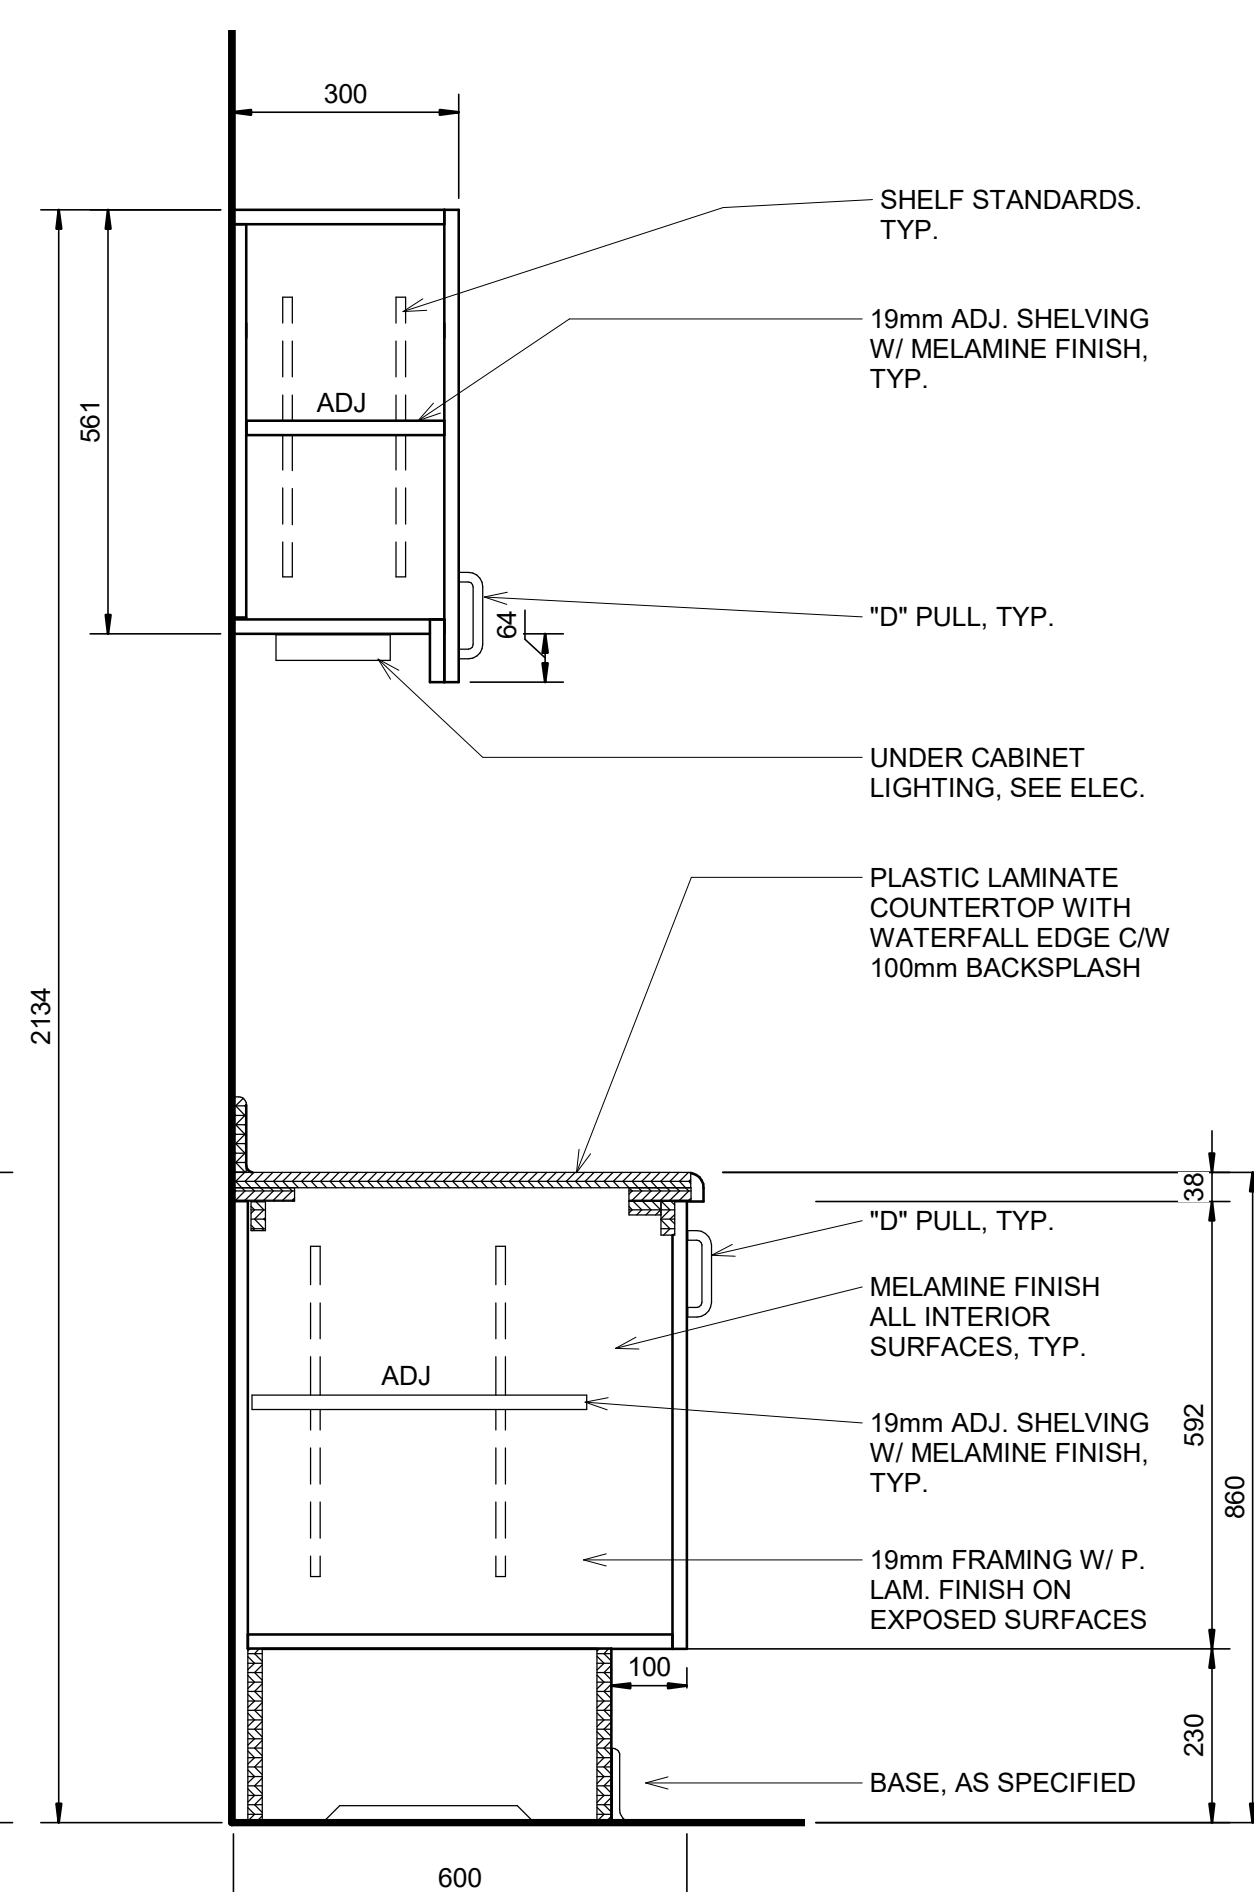 300
SHELF STANDARDS.
TYP.
19mm ADJ. SHELVING
W/ MELAMINE FINISH,
TYP.
ADJ
561
"D" PULL, TYP.
64
UNDER CABINET
LIGHTING, SEE ELEC.
PLASTIC LAMINATE
COUNTERTOP WITH
WATERFALL EDGE C/W
100mm BACKSPLASH
2134
38
"D" PULL, TYP.
MELAMINE FINISH
ALL INTERIOR
SURFACES, TYP.
ADJ
19mm ADJ. SHELVING
W/ MELAMINE FINISH,
TYP.
592
860
19mm FRAMING W/ P.
LAM. FINISH ON
EXPOSED SURFACES
100
230
BASE, AS SPECIFIED
600